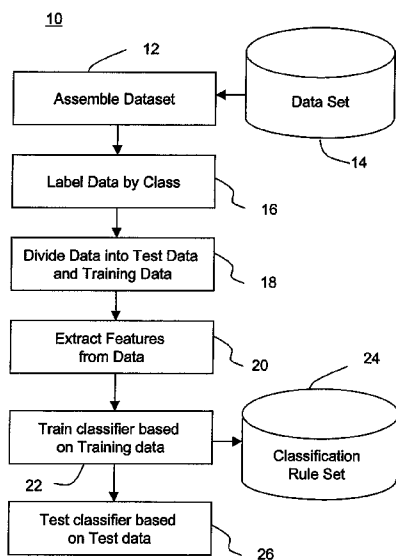 10
12
Assemble Dataset
Data Set
14
Label Data by Class
16
Divide Data into Test Data
and Training Data
18
Extract Features
from Data
20
24
Train classifier based
on Training data
22
Classification
Rule Set
Test classifier based
on Test data
26